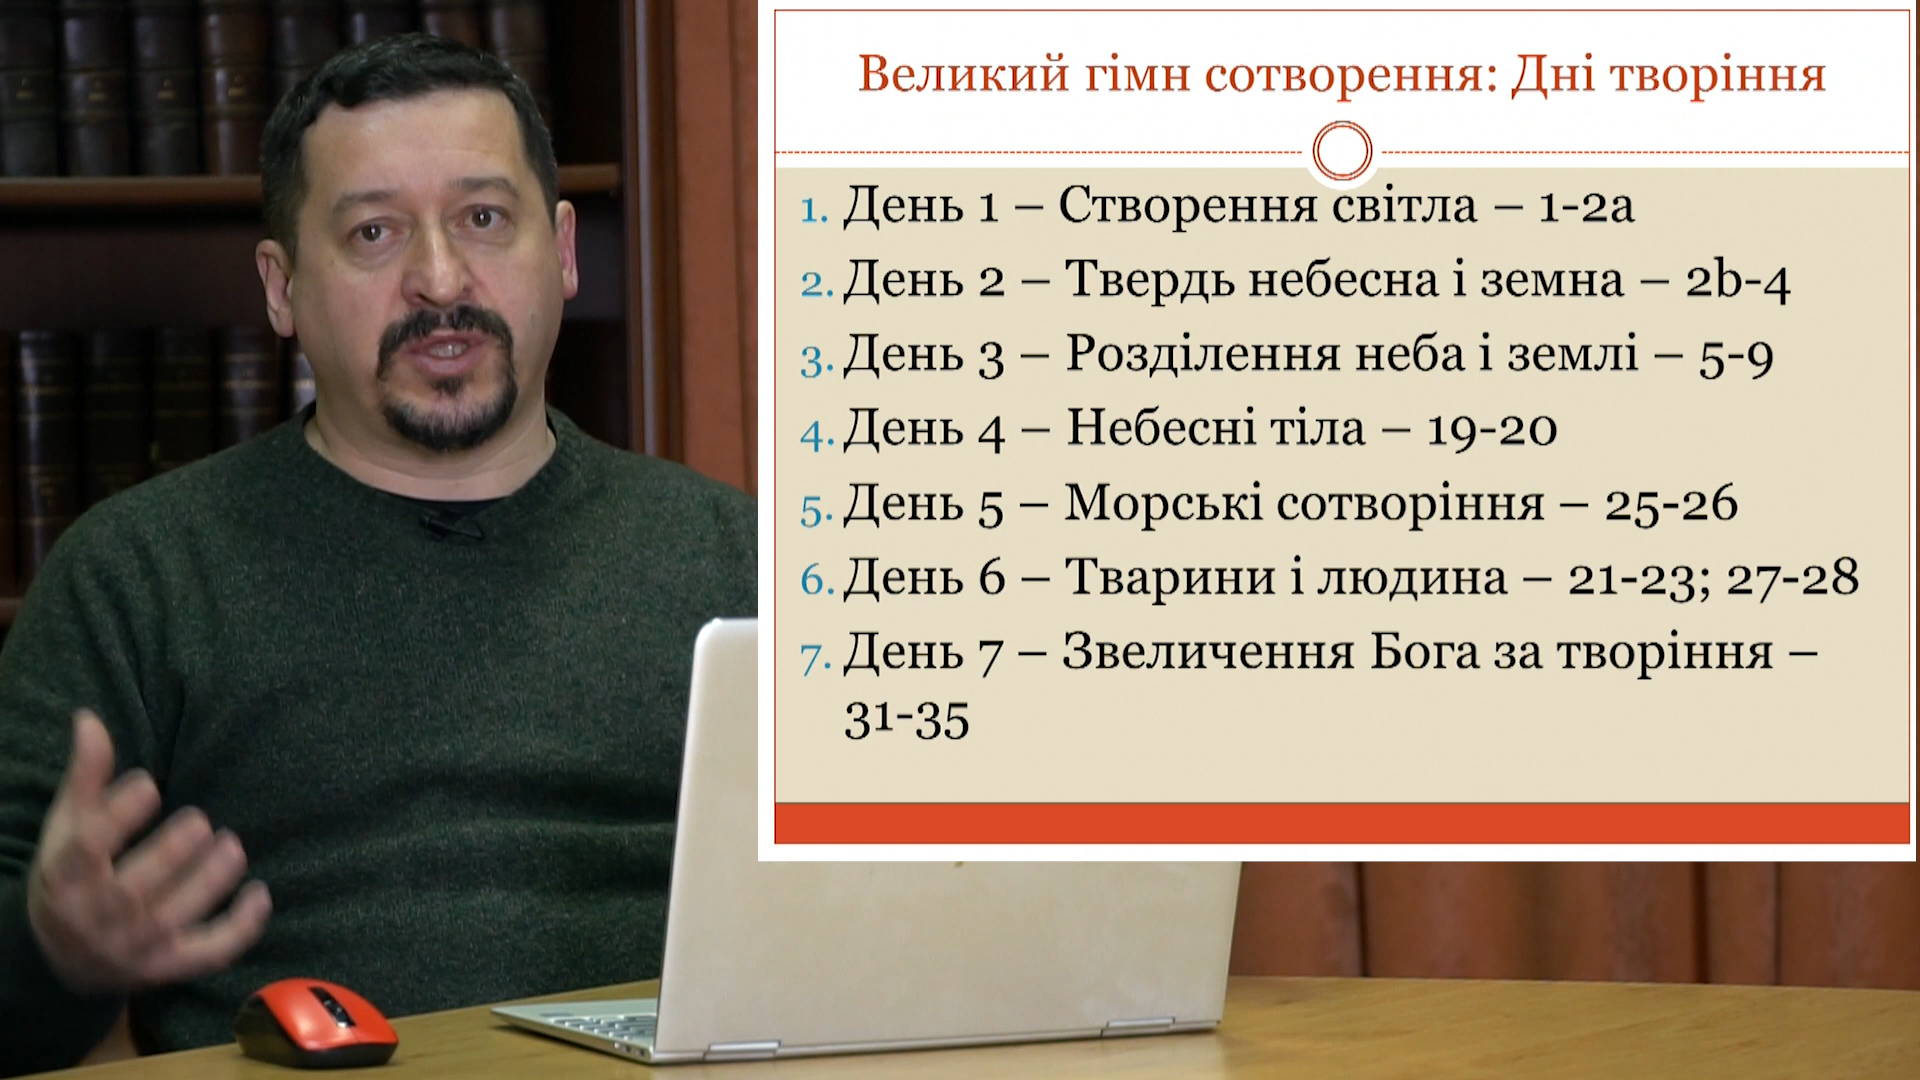 Великий гімн сотворення: Дні творіння
1. День 1 – Створення світла – 1-2a
2. День 2 – Твердь небесна і земна – 2b-4
3. День 3 – Розділення неба і землі – 5-9
4. День 4 – Небесні тіла – 19-20
5. День 5 – Морські сотворіння – 25-26
6. День 6 – Тварини і людина – 21-23; 27-28
7. День 7 – Звеличення Бога за творіння –
31-35